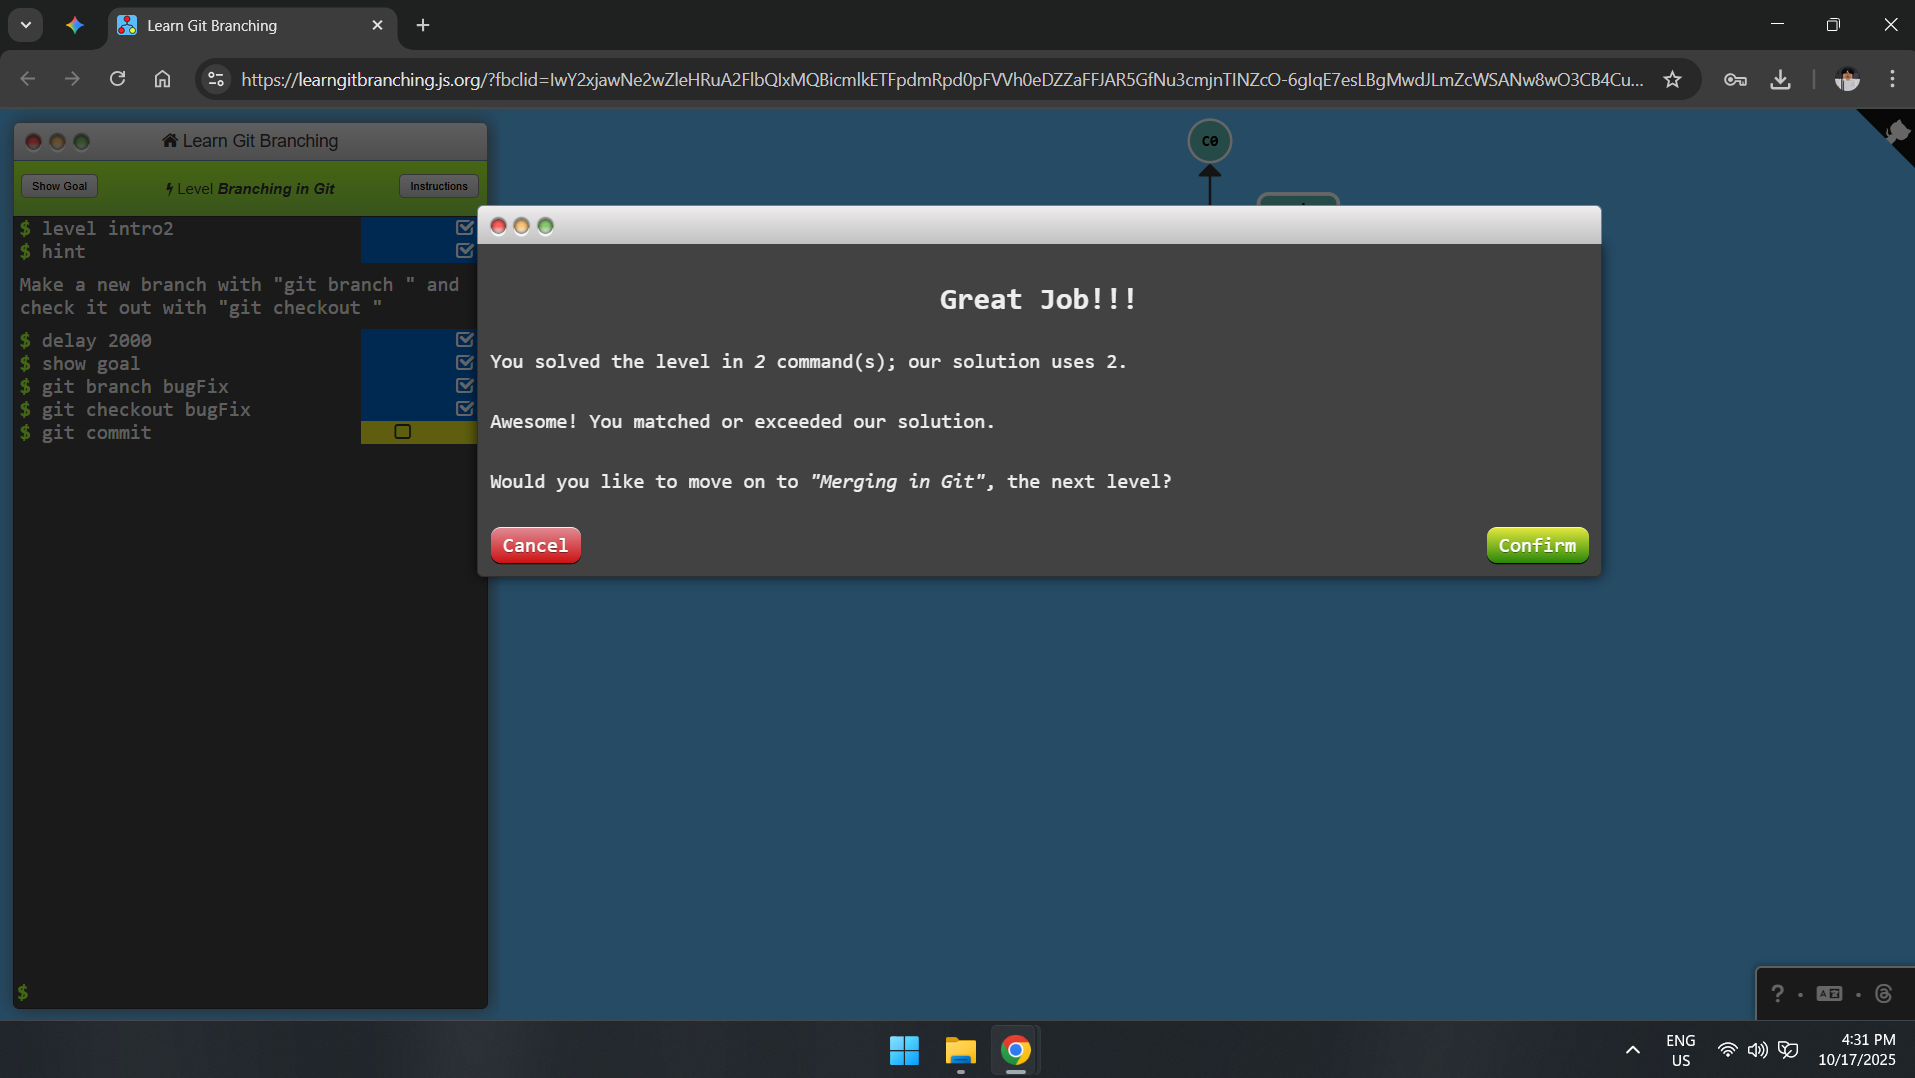 Learn Git Branching
https://learngitbranching.js.org/?fbclid=IwY2xjawNe2wZleHRuA2FlbQIxMQBicmlkETFpdmRpd0pFVVh0eDZZaFFJAR5GfNu3cmjnTINZcO-6gIqE7esLBgMwdJLmZcWSANw8wO3CB4Cu...
Learn Git Branching
Show Goal
Level Branching in Git
Instructions
$ level intro2
$ hint
Make a new branch with "git branch " and
check it out with "git checkout "
$ delay 2000
$ show goal
$ git branch bugFix
$ git checkout bugFix
$ git commit
$
C0
Great Job!!!
You solved the level in 2 command(s); our solution uses 2.
Awesome! You matched or exceeded our solution.
Would you like to move on to "Merging in Git", the next level?
Cancel
Confirm
?
ENG
US
4:31 PM
10/17/2025